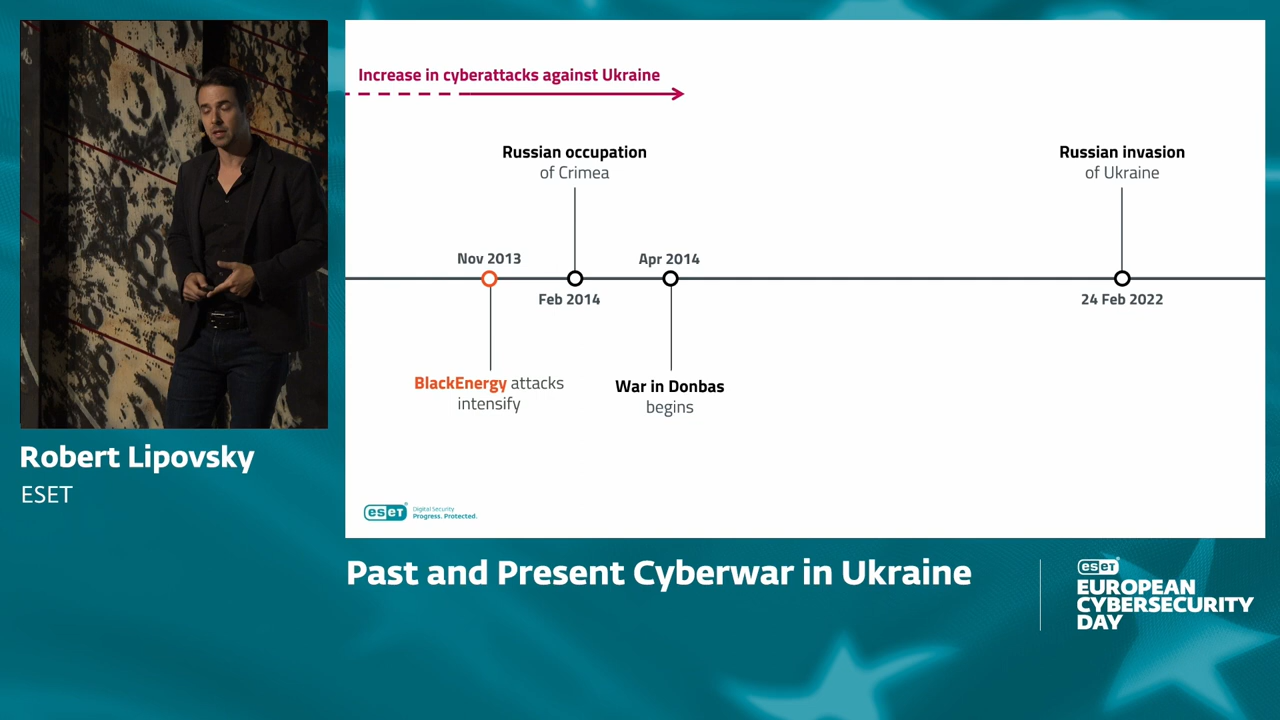 Increase in cyberattacks against Ukraine
Russian occupation
of Crimea
Russian invasion
of Ukraine
Nov 2013
Apr 2014
Feb 2014
24 Feb 2022
BlackEnergy attacks
intensify
War in Donbas
begins
eset
Digital Security
Progress. Protected.
Robert Lipovsky
ESET
Past and Present Cyberwar in Ukraine
eset
EUROPEAN
CYBERSECURITY
DAY